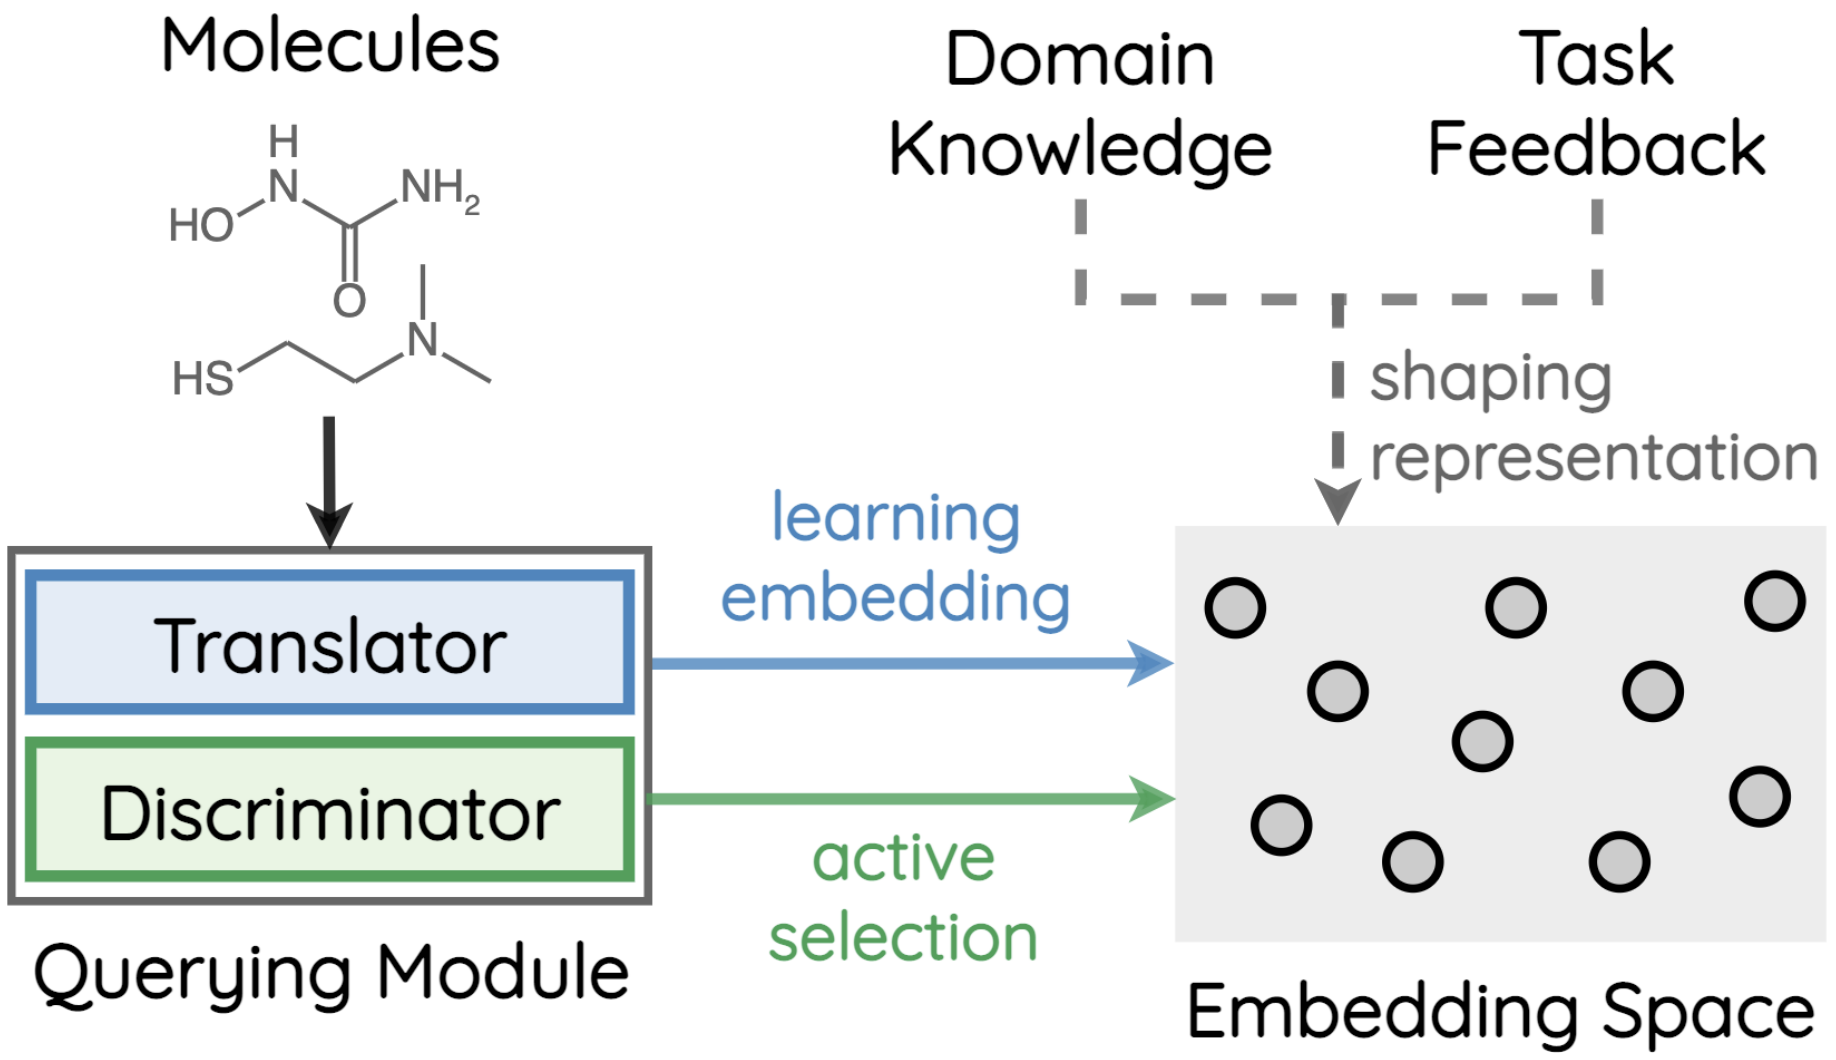 Molecules
H
N
HO
NH2
O
HS
N
Domain
Knowledge
Task
Feedback
shaping
representation
learning
embedding
Translator
Discriminator
active
selection
Querying Module
Embedding Space